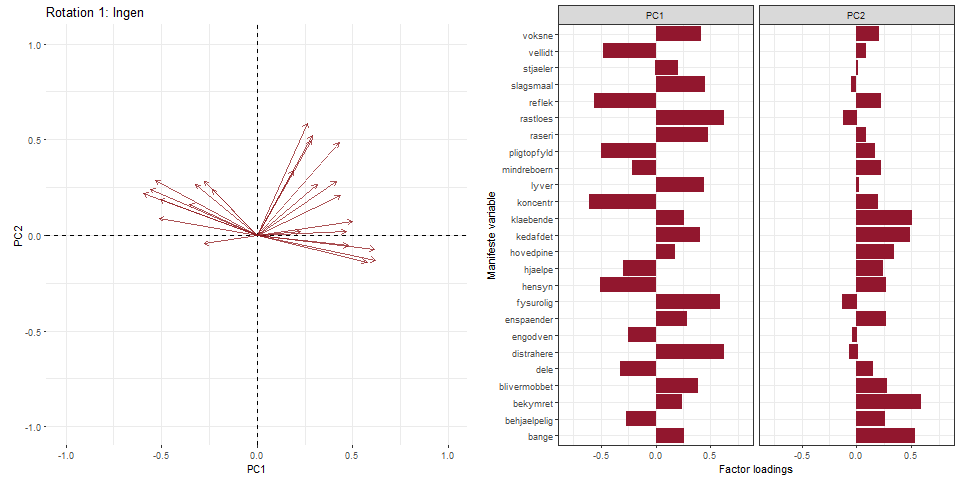 Rotation 1: Ingen
1.0
0.5
0.0
-0.5
-1.0
PC2
-1.0
-0.5
0.0
0.5
1.0
PC1
PC1
PC2
Manifeste variable
voksne
vellidt
stjaeler
slagsmaal
reflek
rastloes
raseri
pligtopfyld
mindreboern
lyver
koncentr
klaebende
kedafdet
hovedpine
hjaelpe
hensyn
fysurolig
enspaender
engodven
distrahere
dele
blivermobbet
bekymret
behjaelpelig
bange
-0.5
0.0
0.5
-0.5
0.0
0.5
Factor loadings